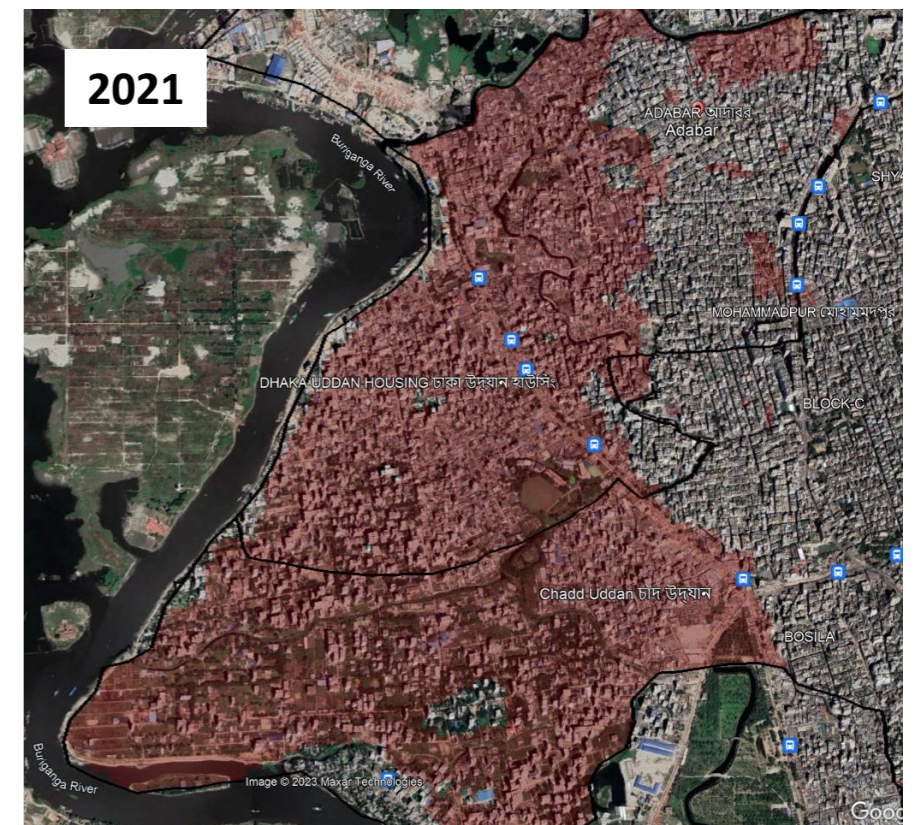 2021
Buriganga River
ADABAR আদাবর
Adabar
SHYA
MOHAMMADPUR মোহাম্মদপুর
DHAKA UDDAN HOUSING ঢাকা উদ্যান হাউসিং
BLOCK-C
Chadd Uddan চাঁদ উদ্যান
BOSILA
Buriganga River
Image © 2023 Maxar Technologies
Goog